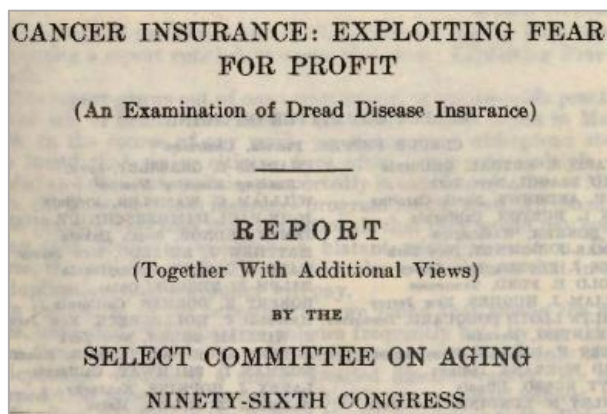 CANCER INSURANCE: EXPLOITING FEAR
FOR PROFIT
(An Examination of Dread Disease Insurance)
REPORT
(Together With Additional Views)
BY THE
SELECT COMMITTEE ON AGING
NINETY-SIXTH CONGRESS